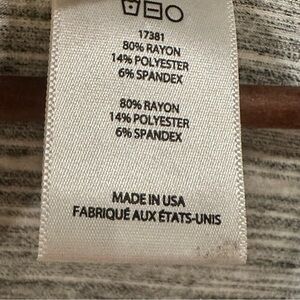 17381
80% RAYON
14% POLYESTER
6% SPANDEX
80% RAYON
14% POLYESTER
6% SPANDEX
MADE IN USA
FABRIQUÉ AUX ÉTATS-UNIS